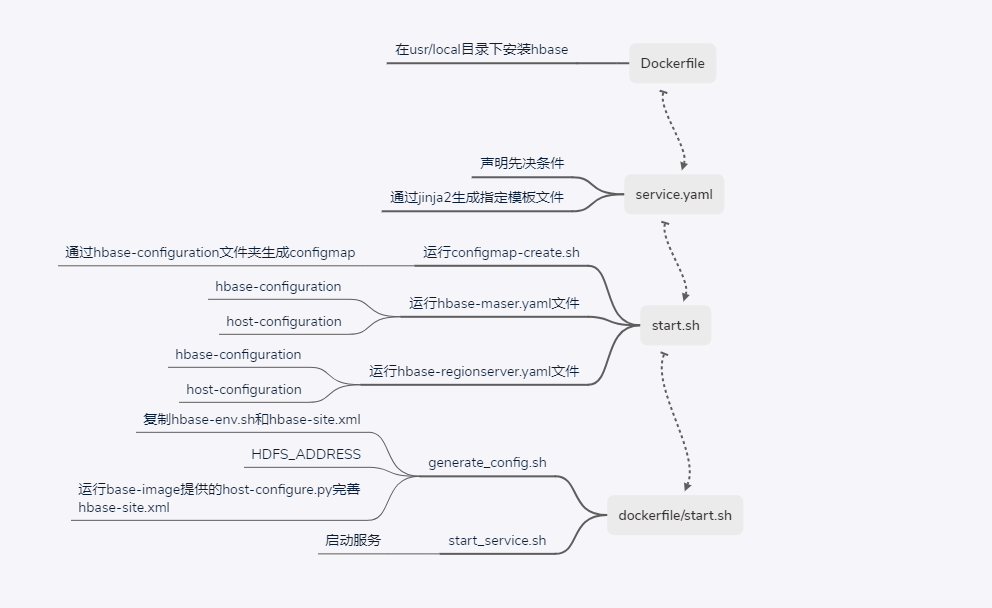 在usr/local目录下安装hbase
Dockerfile
声明先决条件
service.yaml
通过jinja2生成指定模板文件
通过hbase-configuration文件夹生成configmap
运行configmap-create.sh
hbase-configuration
运行hbase-maser.yaml文件
host-configuration
start.sh
hbase-configuration
运行hbase-regionserver.yaml文件
host-configuration
复制hbase-env.sh和hbase-site.xml
HDFS_ADDRESS
generate_config.sh
运行base-image提供的host-configure.py完善
hbase-site.xml
dockerfile/start.sh
启动服务
start_service.sh